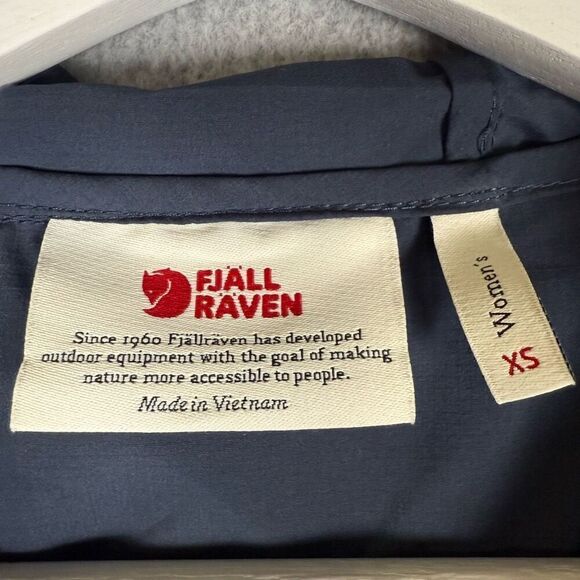 FJÄLL
RÄVEN
Since 1960 Fjällräven has developed
outdoor equipment with the goal of making
nature more accessible to people.
Made in Vietnam
Women's
XS